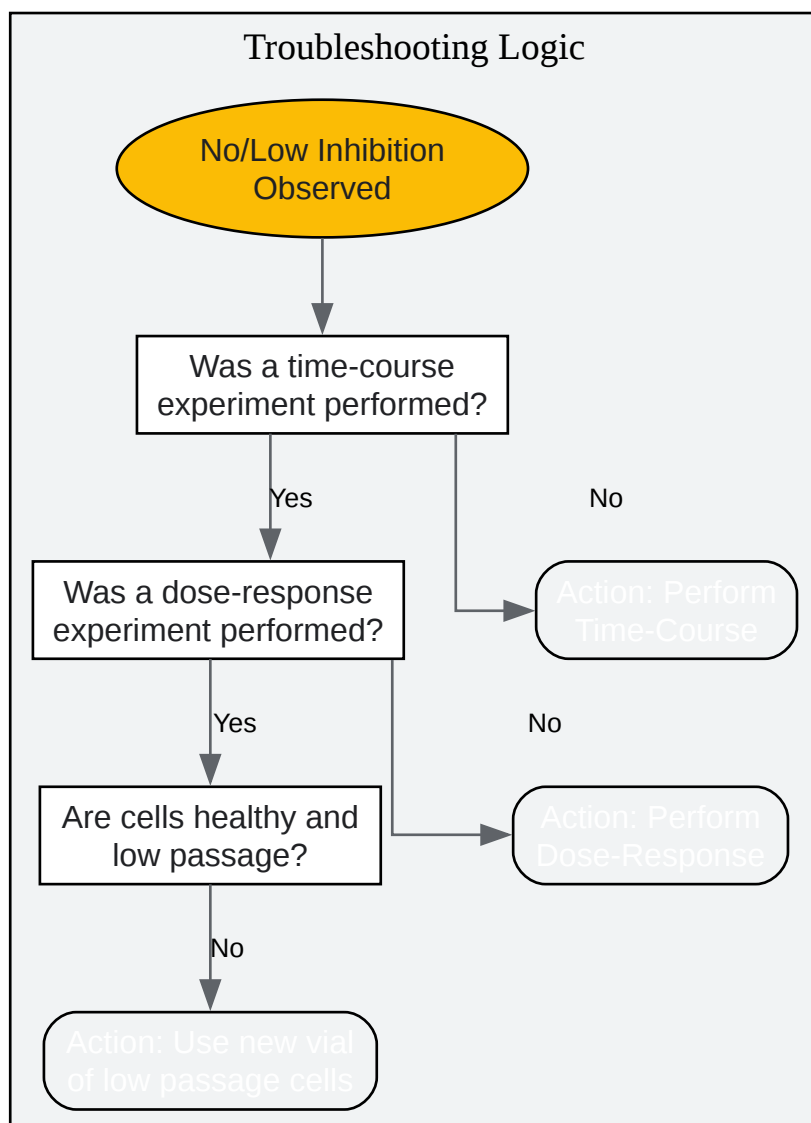 Troubleshooting Logic
No/Low Inhibition
Observed
Was a time-course
experiment performed?
Yes
No
Was a dose-response
experiment performed?
Action: Perform
Time-Course
Yes
No
Are cells healthy and
low passage?
Action: Perform
Dose-Response
No
Action: Use new vial
of low passage cells